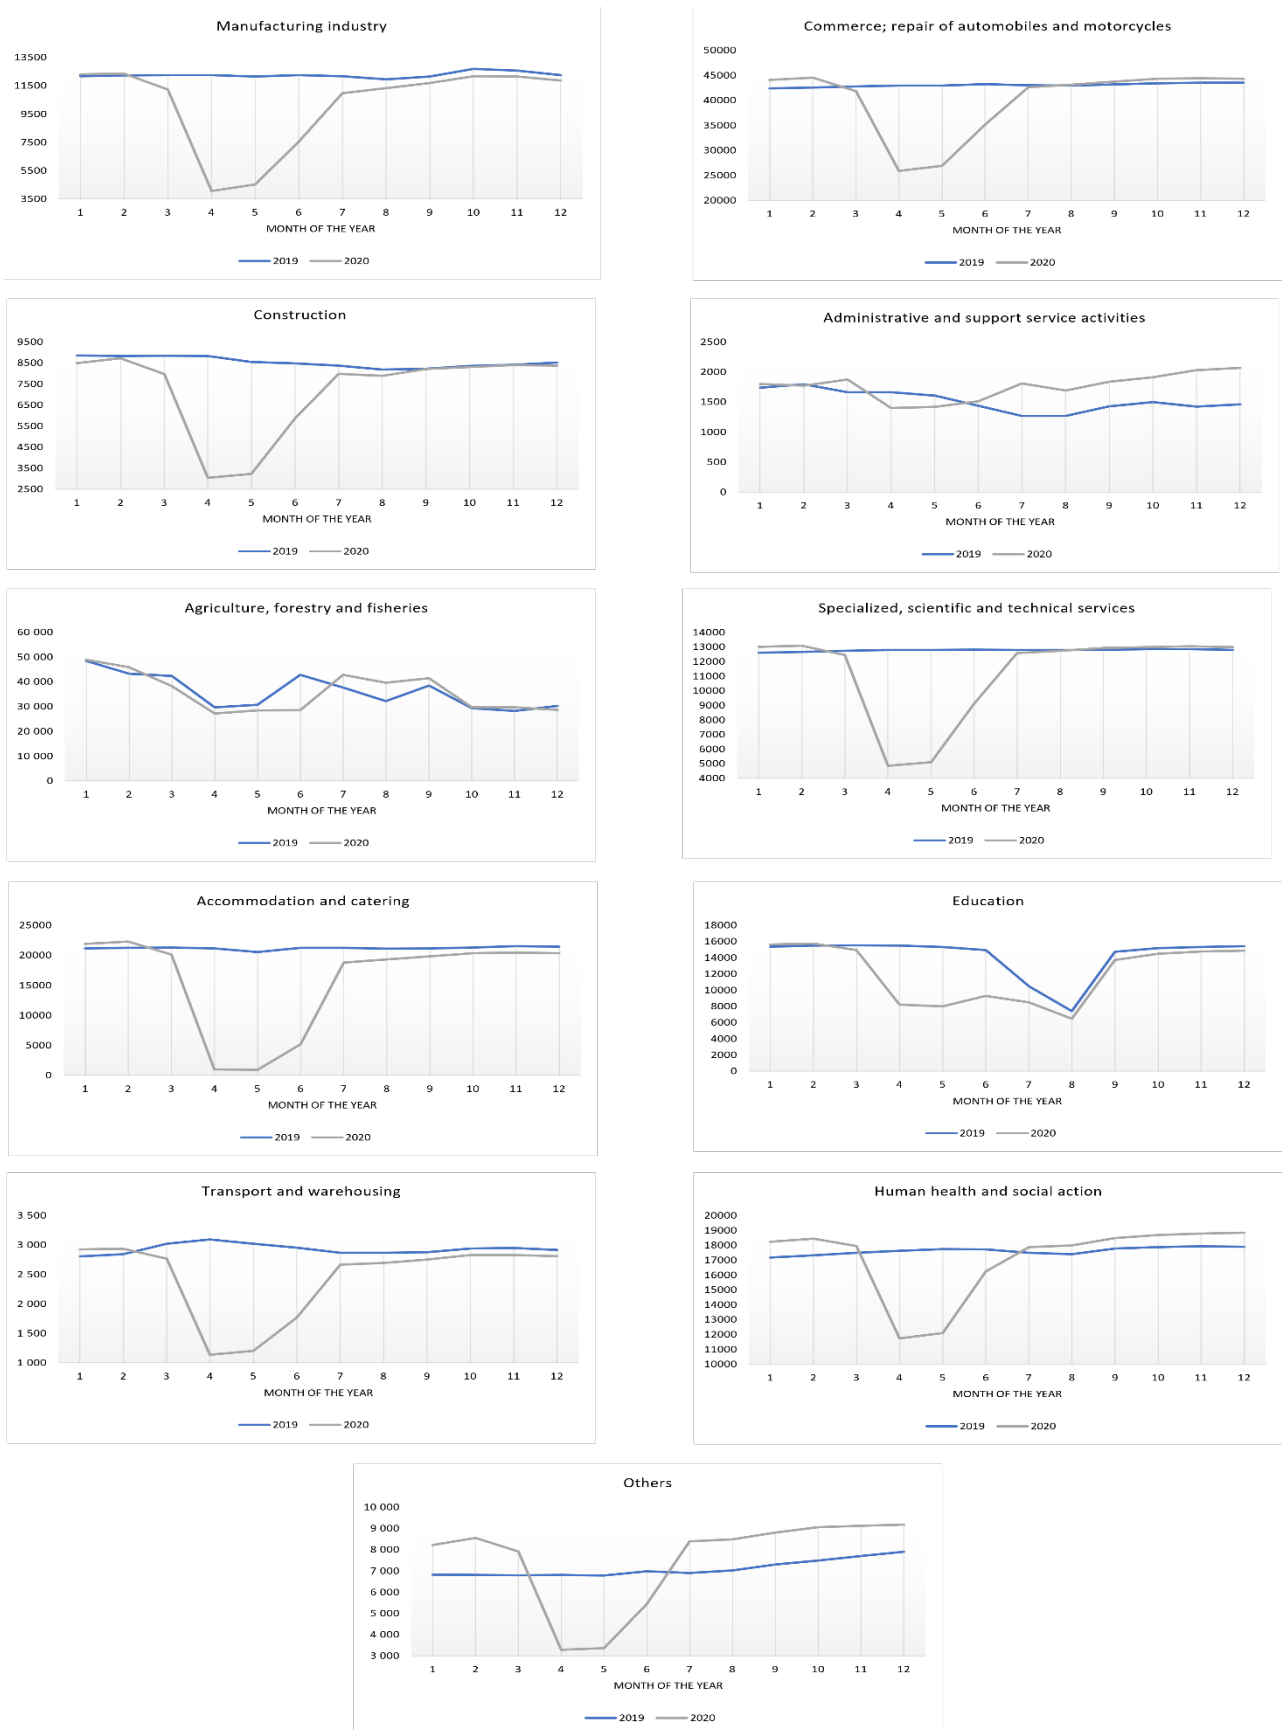 Manufacturing industry
13500
11500
9500
7500
5500
3500
1 2 3 4 5 6 7 8 9 10 11 12
MONTH OF THE YEAR
2019 2020
Commerce; repair of automobiles and motorcycles
50000
45000
40000
35000
30000
25000
20000
1 2 3 4 5 6 7 8 9 10 11 12
MONTH OF THE YEAR
2019 2020
Construction
9500
8500
7500
6500
5500
4500
3500
2500
1 2 3 4 5 6 7 8 9 10 11 12
MONTH OF THE YEAR
2019 2020
Administrative and support service activities
2500
2000
1500
1000
500
0
1 2 3 4 5 6 7 8 9 10 11 12
MONTH OF THE YEAR
2019 2020
Agriculture, forestry and fisheries
60 000
50 000
40 000
30 000
20 000
10 000
0
1 2 3 4 5 6 7 8 9 10 11 12
MONTH OF THE YEAR
2019 2020
Specialized, scientific and technical services
14000
13000
12000
11000
10000
9000
8000
7000
6000
5000
4000
1 2 3 4 5 6 7 8 9 10 11 12
MONTH OF THE YEAR
2019 2020
Accommodation and catering
25000
20000
15000
10000
5000
0
1 2 3 4 5 6 7 8 9 10 11 12
MONTH OF THE YEAR
2019 2020
Education
18000
16000
14000
12000
10000
8000
6000
4000
2000
0
1 2 3 4 5 6 7 8 9 10 11 12
MONTH OF THE YEAR
2019 2020
Transport and warehousing
3 500
3 000
2 500
2 000
1 500
1 000
1 2 3 4 5 6 7 8 9 10 11 12
MONTH OF THE YEAR
2019 2020
Human health and social action
20000
19000
18000
17000
16000
15000
14000
13000
12000
11000
10000
1 2 3 4 5 6 7 8 9 10 11 12
MONTH OF THE YEAR
2019 2020
Others
10 000
9 000
8 000
7 000
6 000
5 000
4 000
3 000
1 2 3 4 5 6 7 8 9 10 11 12
MONTH OF THE YEAR
2019 2020